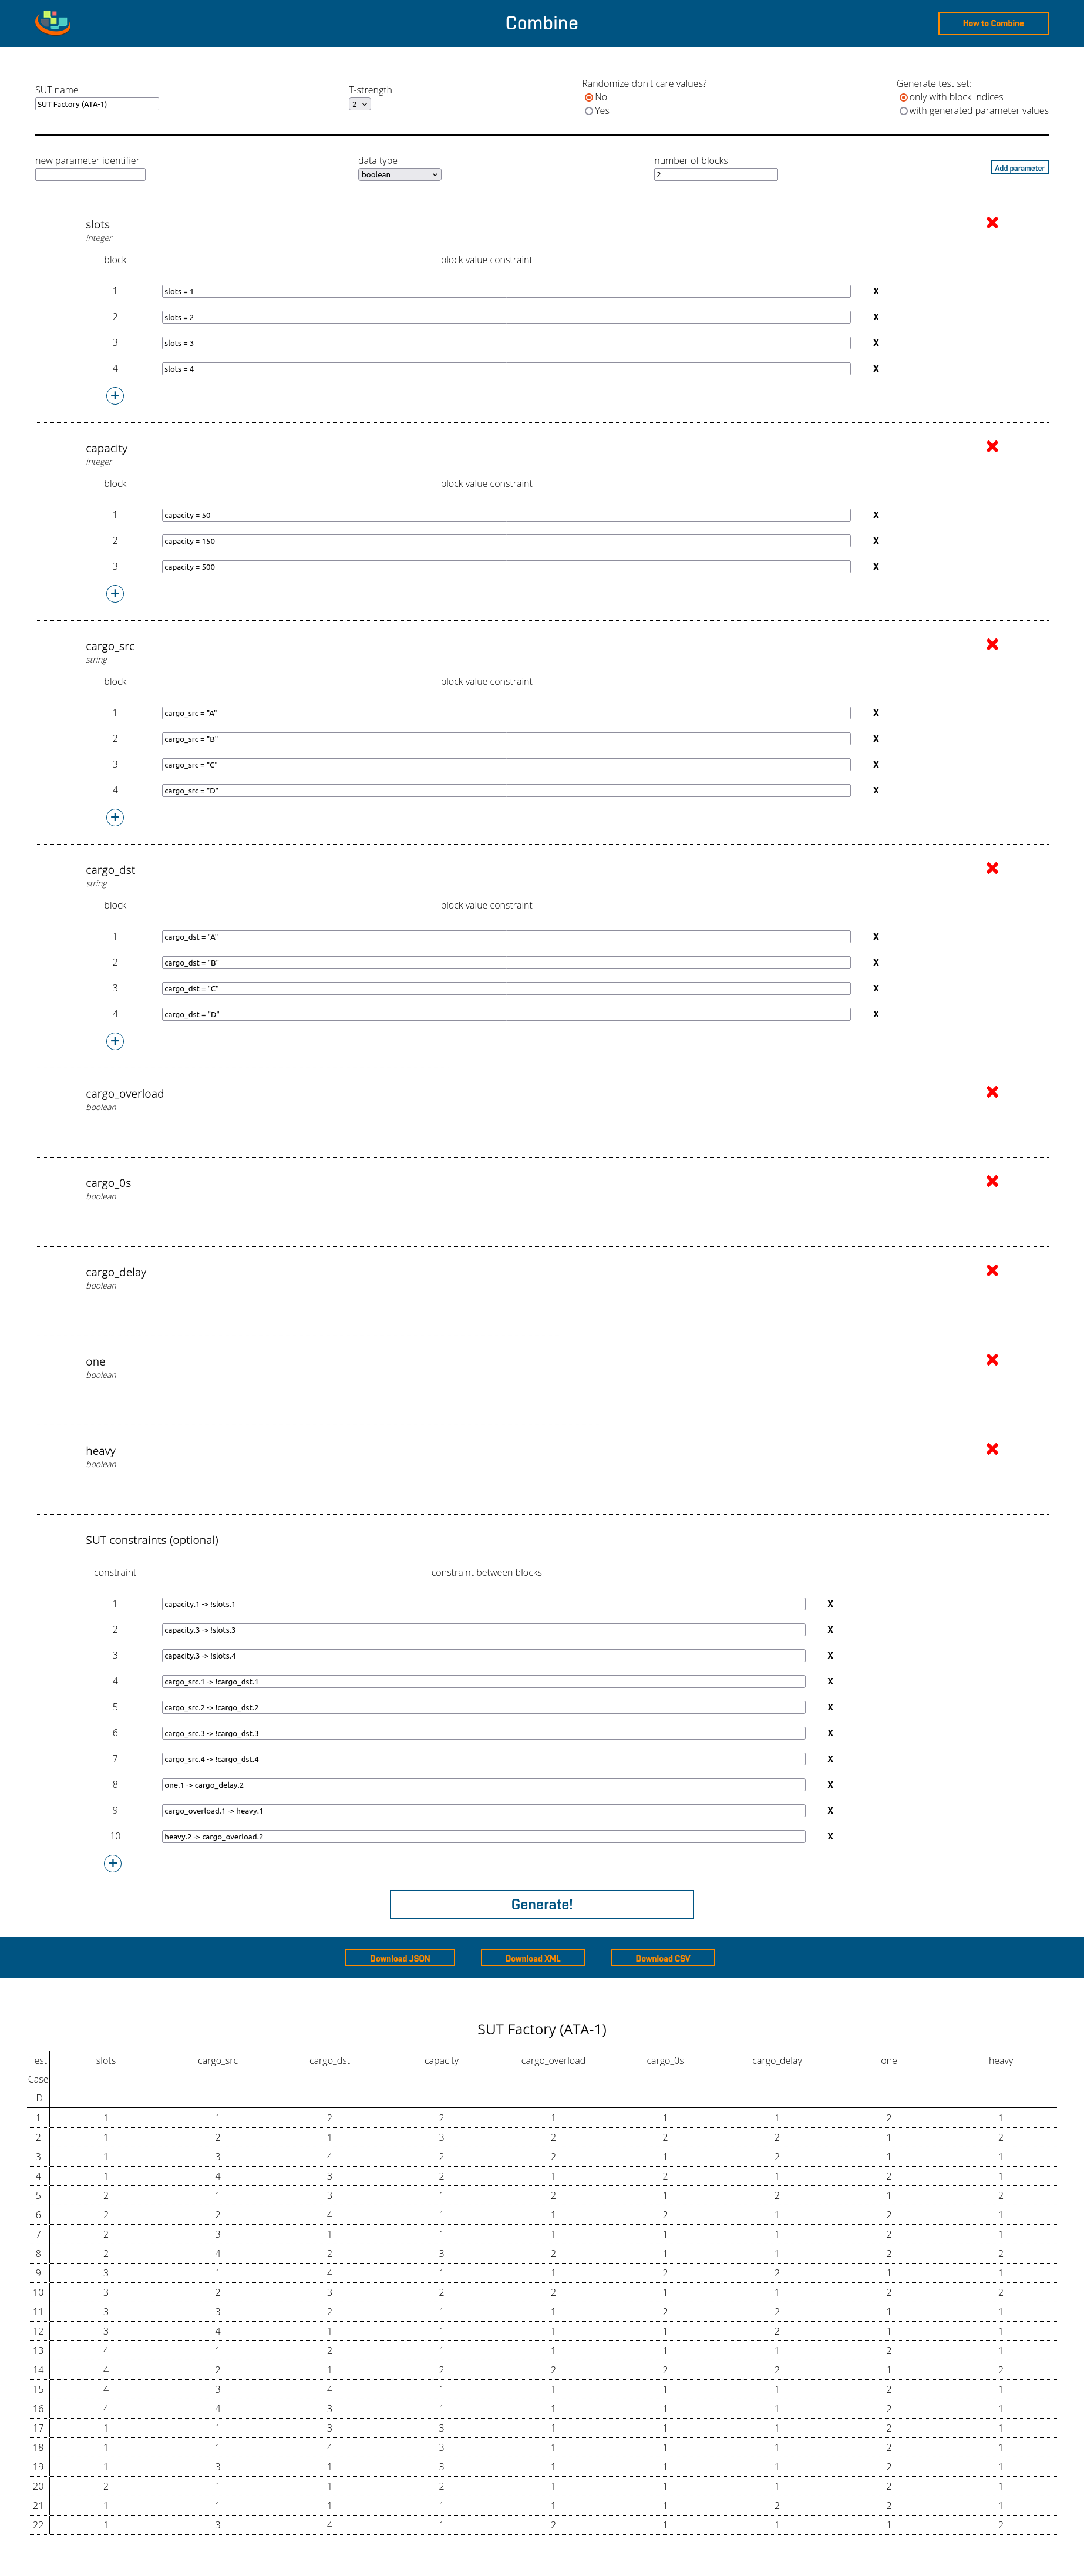 Combine
How to Combine
SUT name
SUT Factory (ATA-1)
T-strength
2
Randomize don't care values?
No
Yes
Generate test set:
only with block indices
with generated parameter values
new parameter identifier
data type
boolean
number of blocks
2
Add parameter
slots
integer
block block value constraint
1 slots = 1 X
2 slots = 2 X
3 slots = 3 X
4 slots = 4 X
+
capacity
integer
block block value constraint
1 capacity = 50 X
2 capacity = 150 X
3 capacity = 500 X
+
cargo_src
string
block block value constraint
1 cargo_src = "A" X
2 cargo_src = "B" X
3 cargo_src = "C" X
4 cargo_src = "D" X
+
cargo_dst
string
block block value constraint
1 cargo_dst = "A" X
2 cargo_dst = "B" X
3 cargo_dst = "C" X
4 cargo_dst = "D" X
+
cargo_overload
boolean
cargo_0s
boolean
cargo_delay
boolean
one
boolean
heavy
boolean
SUT constraints (optional)
constraint constraint between blocks
1 capacity.1 -> !slots.1 X
2 capacity.3 -> !slots.3 X
3 capacity.3 -> !slots.4 X
4 cargo_src.1 -> !cargo_dst.1 X
5 cargo_src.2 -> !cargo_dst.2 X
6 cargo_src.3 -> !cargo_dst.3 X
7 cargo_src.4 -> !cargo_dst.4 X
8 one.1 -> cargo_delay.2 X
9 cargo_overload.1 -> heavy.1 X
10 heavy.2 -> cargo_overload.2 X
+
Generate!
Download JSON Download XML Download CSV
SUT Factory (ATA-1)
Test Case ID slots cargo_src cargo_dst capacity cargo_overload cargo_0s cargo_delay one heavy
1 1 1 2 2 1 1 1 2 1
2 1 2 1 3 2 2 2 1 2
3 1 3 4 2 2 1 2 1 1
4 1 4 3 2 1 2 1 2 1
5 2 1 3 1 2 1 2 1 2
6 2 2 4 1 1 2 1 2 1
7 2 3 1 1 1 1 1 2 1
8 2 4 2 3 2 1 1 2 2
9 3 1 4 1 1 2 2 1 1
10 3 2 3 2 2 1 1 2 2
11 3 3 2 1 1 2 2 1 1
12 3 4 1 1 1 1 2 1 1
13 4 1 2 1 1 1 1 2 1
14 4 2 1 2 2 2 2 1 2
15 4 3 4 1 1 1 1 2 1
16 4 4 3 1 1 1 1 2 1
17 1 1 3 3 1 1 1 2 1
18 1 1 4 3 1 1 1 2 1
19 1 3 1 3 1 1 1 2 1
20 2 1 1 2 1 1 1 2 1
21 1 1 1 1 1 1 2 2 1
22 1 3 4 1 2 1 1 1 2